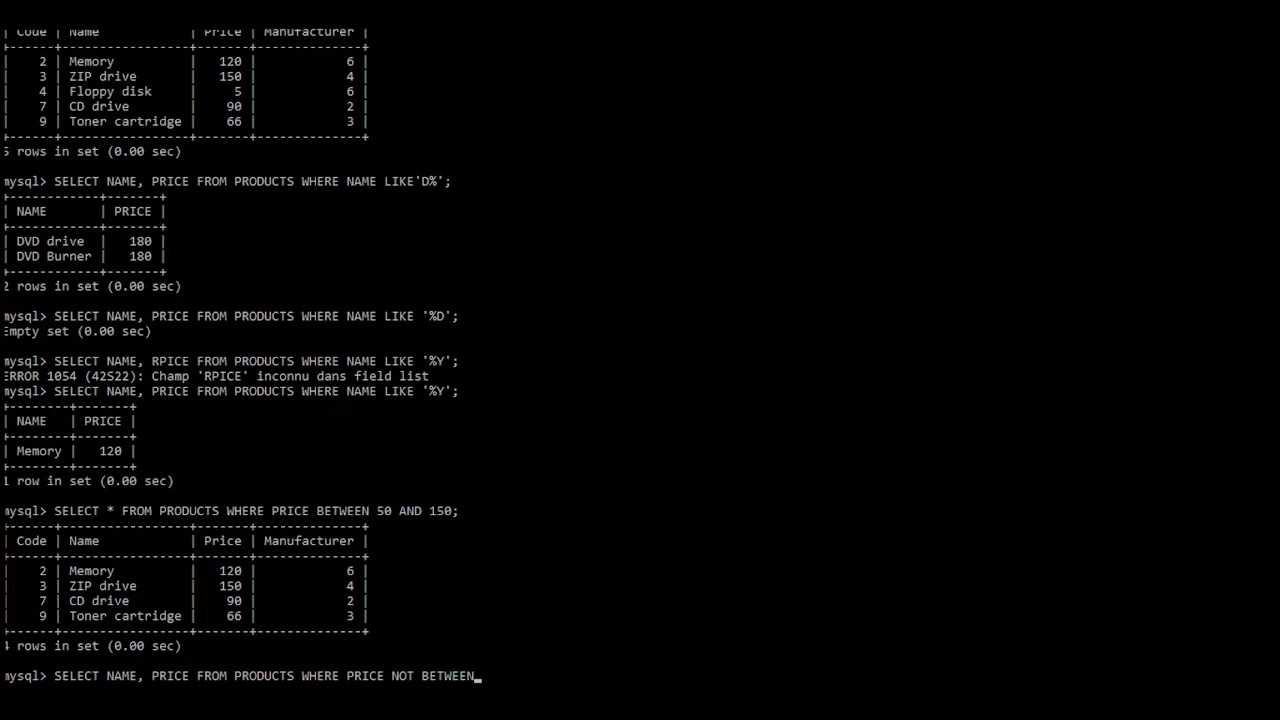 | Code | Name            | Price | Manufacturer |
+------+-----------------+-------+--------------+
|    2 | Memory          |   120 |            6 |
|    3 | ZIP drive       |   150 |            4 |
|    4 | Floppy disk     |     5 |            6 |
|    7 | CD drive        |    90 |            2 |
|    9 | Toner cartridge |    66 |            3 |
+------+-----------------+-------+--------------+
5 rows in set (0.00 sec)
mysql> SELECT NAME, PRICE FROM PRODUCTS WHERE NAME LIKE'D%';
+------------+-------+
| NAME       | PRICE |
+------------+-------+
| DVD drive  |   180 |
| DVD Burner |   180 |
+------------+-------+
2 rows in set (0.00 sec)
mysql> SELECT NAME, PRICE FROM PRODUCTS WHERE NAME LIKE '%D';
Empty set (0.00 sec)
mysql> SELECT NAME, RPICE FROM PRODUCTS WHERE NAME LIKE '%Y';
ERROR 1054 (42S22): Champ 'RPICE' inconnu dans field list
mysql> SELECT NAME, PRICE FROM PRODUCTS WHERE NAME LIKE '%Y';
+--------+-------+
| NAME   | PRICE |
+--------+-------+
| Memory |   120 |
+--------+-------+
1 row in set (0.00 sec)
mysql> SELECT * FROM PRODUCTS WHERE PRICE BETWEEN 50 AND 150;
+------+-----------------+-------+--------------+
| Code | Name            | Price | Manufacturer |
+------+-----------------+-------+--------------+
|    2 | Memory          |   120 |            6 |
|    3 | ZIP drive       |   150 |            4 |
|    7 | CD drive        |    90 |            2 |
|    9 | Toner cartridge |    66 |            3 |
+------+-----------------+-------+--------------+
4 rows in set (0.00 sec)
mysql> SELECT NAME, PRICE FROM PRODUCTS WHERE PRICE NOT BETWEEN_